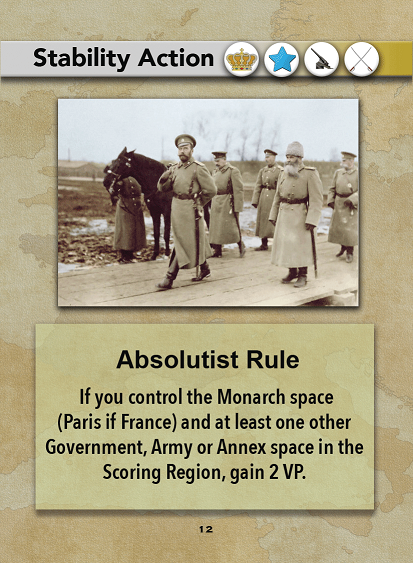 Stability Action
Absolutist Rule
If you control the Monarch space
(Paris if France) and at least one other
Government, Army or Annex space in the
Scoring Region, gain 2 VP.
12